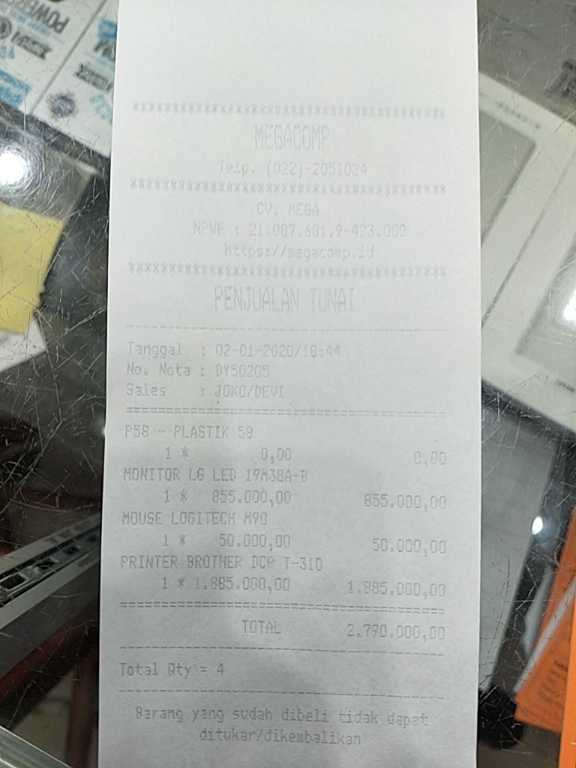 POWER
************************************
MEGACOMP
Telp. (022)-2051024
************************************
CV. MEGA
NPWP : 21.087.681.9-423.000
https://megacomp.id
************************************
PENJUALAN TUNAI
------------------------------------
Tanggal : 02-01-2020/18:44
No. Nota : DY50205
Sales : JOKO/DEVI
====================================
P58 - PLASTIK 58
1 * 0,00 0,00
MONITOR LG LED 19M38A-B
1 * 855.000,00 855.000,00
MOUSE LOGITECH M90
1 * 50.000,00 50.000,00
PRINTER BROTHER DCP T-310
1 * 1.885.000,00 1.885.000,00
====================================
TOTAL 2.790.000,00
------------------------------------
Total Qty = 4
------------------------------------
Barang yang sudah dibeli tidak dapat
ditukar/dikembalikan